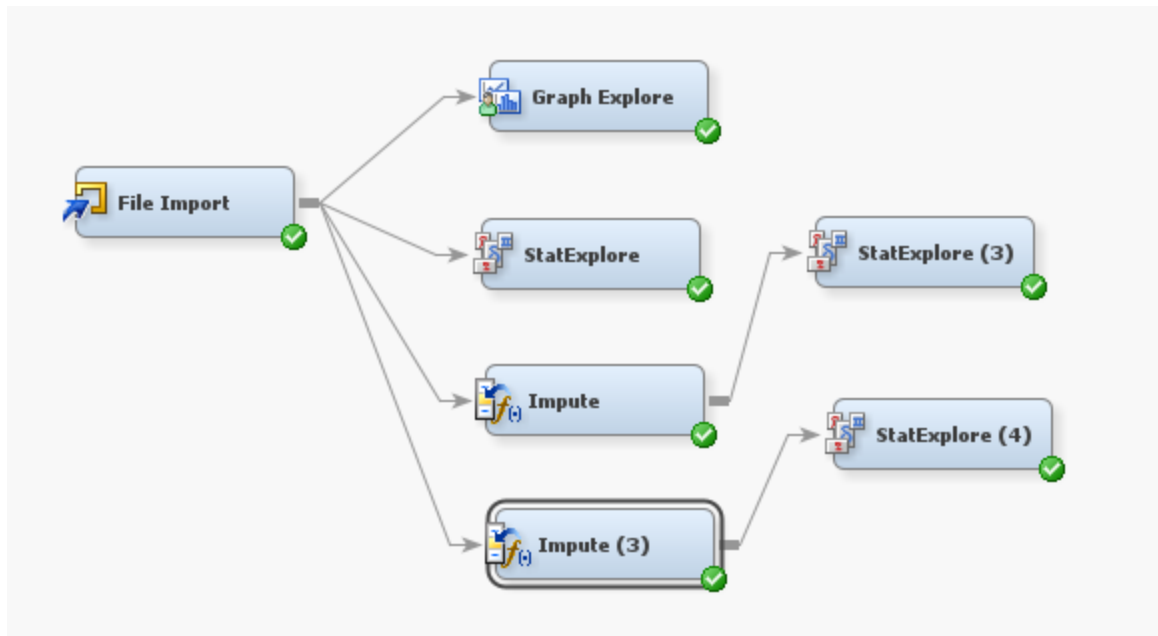 Graph Explore
File Import
StatExplore
StatExplore (3)
Impute
StatExplore (4)
Impute (3)